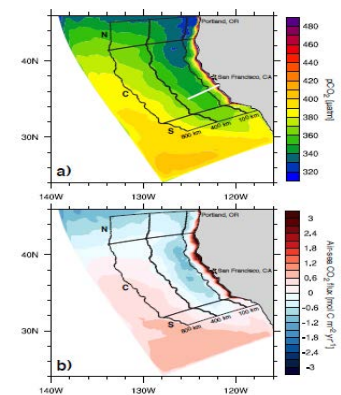 Portland, OR
46N
N
San Francisco, CA
40N
C
30N
S
800 km
400 km
100 km
a)
480
460
440
420
400
380
360
340
320
pCO2 [µatm]
140W 130W 120W
Portland, OR
46N
N
40N
San Francisco, CA
C
30N
S
800 km
400 km
100 km
b)
3
2.4
1.8
1.2
0.6
0
-0.6
-1.2
-1.8
-2.4
-3
Air-sea CO2 flux [mol C m-2 yr-1]
140W 130W 120W